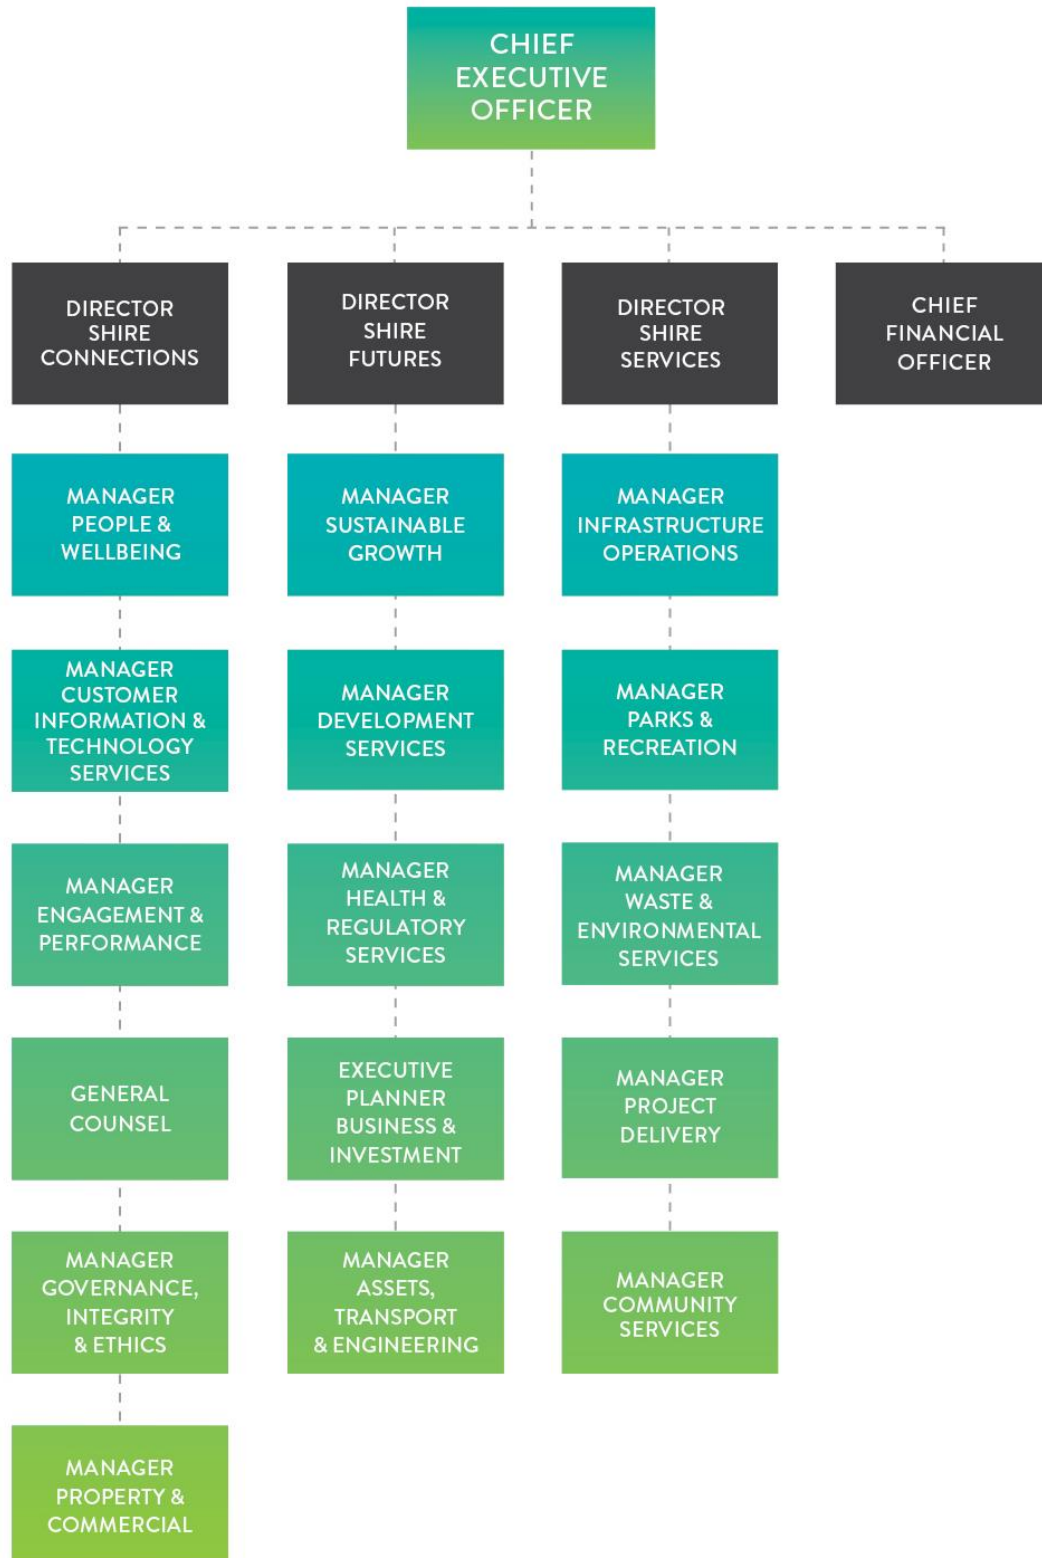 CHIEF
EXECUTIVE
OFFICER
DIRECTOR
SHIRE
CONNECTIONS
DIRECTOR
SHIRE
FUTURES
DIRECTOR
SHIRE
SERVICES
CHIEF
FINANCIAL
OFFICER
MANAGER
PEOPLE &
WELLBEING
MANAGER
SUSTAINABLE
GROWTH
MANAGER
INFRASTRUCTURE
OPERATIONS
MANAGER
CUSTOMER
INFORMATION &
TECHNOLOGY
SERVICES
MANAGER
DEVELOPMENT
SERVICES
MANAGER
PARKS &
RECREATION
MANAGER
ENGAGEMENT &
PERFORMANCE
MANAGER
HEALTH &
REGULATORY
SERVICES
MANAGER
WASTE &
ENVIRONMENTAL
SERVICES
GENERAL
COUNSEL
EXECUTIVE
PLANNER
BUSINESS &
INVESTMENT
MANAGER
PROJECT
DELIVERY
MANAGER
GOVERNANCE,
INTEGRITY
& ETHICS
MANAGER
ASSETS,
TRANSPORT
& ENGINEERING
MANAGER
COMMUNITY
SERVICES
MANAGER
PROPERTY &
COMMERCIAL